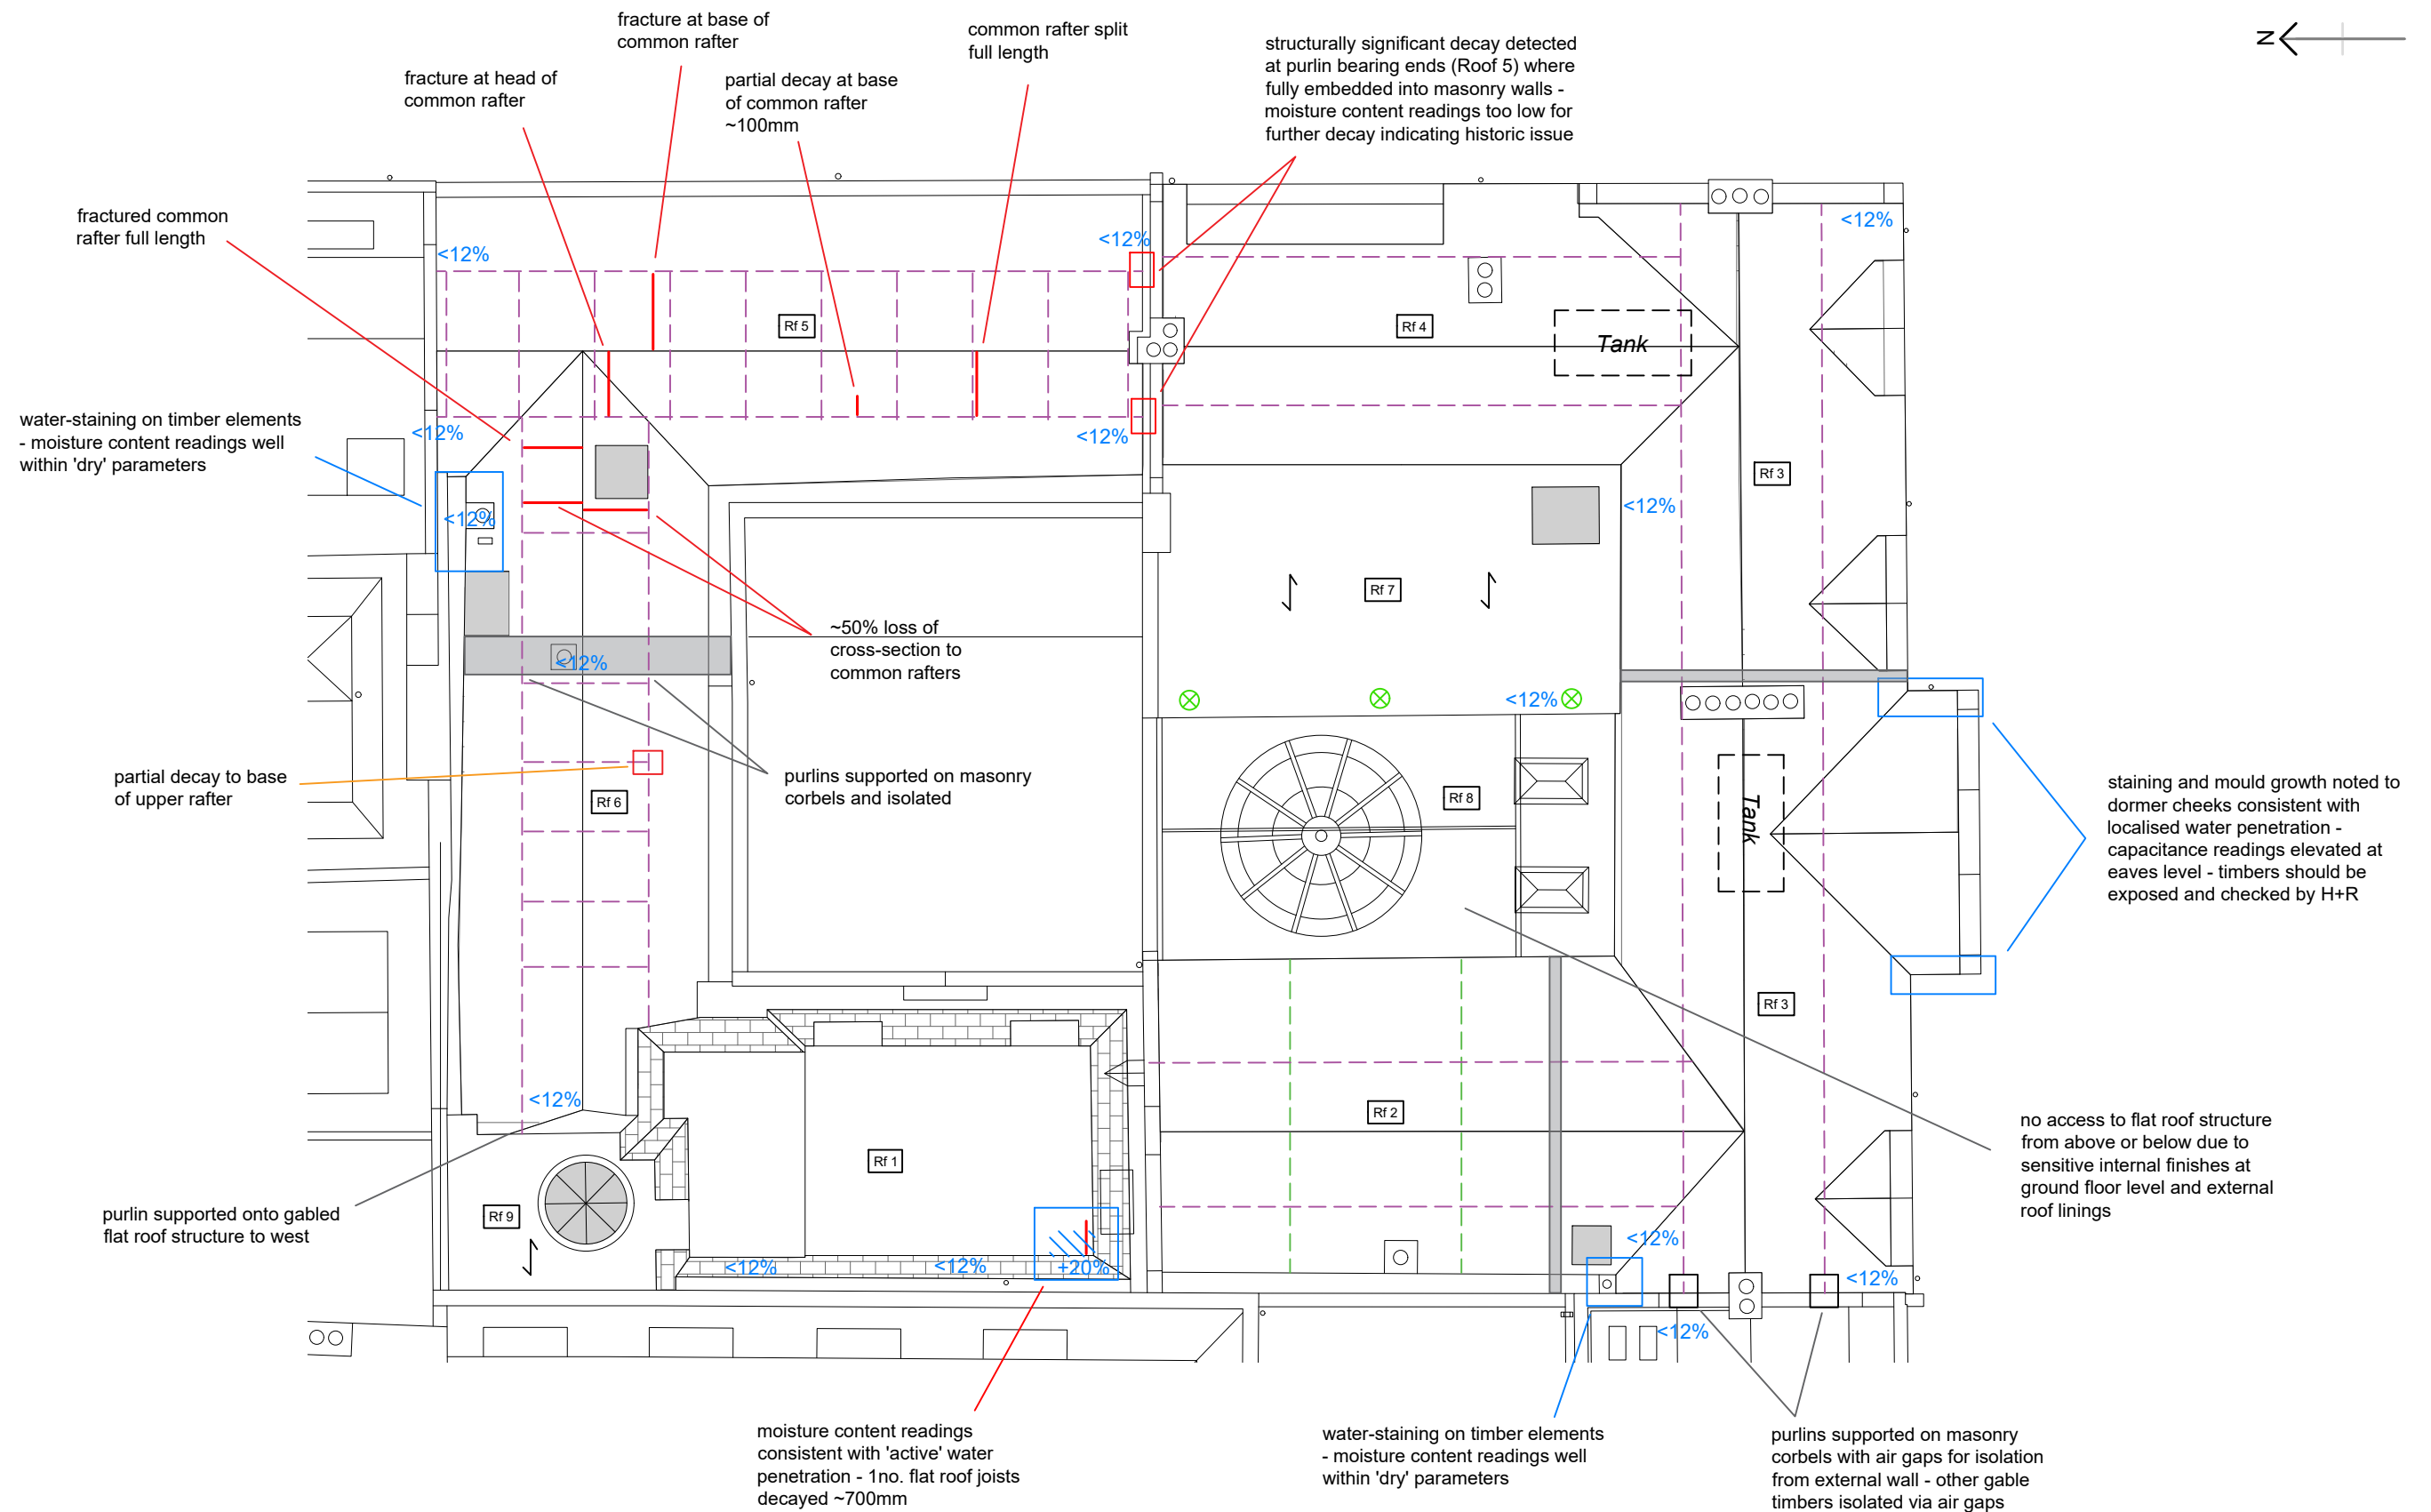 fracture at base of
common rafter
common rafter split
full length
structurally significant decay detected
at purlin bearing ends (Roof 5) where
fully embedded into masonry walls -
moisture content readings too low for
further decay indicating historic issue
N
fracture at head of
common rafter
partial decay at base
of common rafter
~100mm
fractured common
rafter full length
<12%
<12%
<12%
Rf 5
Rf 4
Tank
water-staining on timber elements
- moisture content readings well
within 'dry' parameters
<12%
<12%
Rf 3
<12%
<12%
Rf 7
~50% loss of
cross-section to
common rafters
<12%
<12%
partial decay to base
of upper rafter
purlins supported on masonry
corbels and isolated
Rf 6
Rf 8
Tank
staining and mould growth noted to
dormer cheeks consistent with
localised water penetration -
capacitance readings elevated at
eaves level - timbers should be
exposed and checked by H+R
Rf 3
<12%
Rf 2
no access to flat roof structure
from above or below due to
sensitive internal finishes at
ground floor level and external
roof linings
Rf 1
purlin supported onto gabled
flat roof structure to west
Rf 9
<12%
<12%
<12%
+20%
<12%
<12%
moisture content readings
consistent with 'active' water
penetration - 1no. flat roof joists
decayed ~700mm
water-staining on timber elements
- moisture content readings well
within 'dry' parameters
purlins supported on masonry
corbels with air gaps for isolation
from external wall - other gable
timbers isolated via air gaps